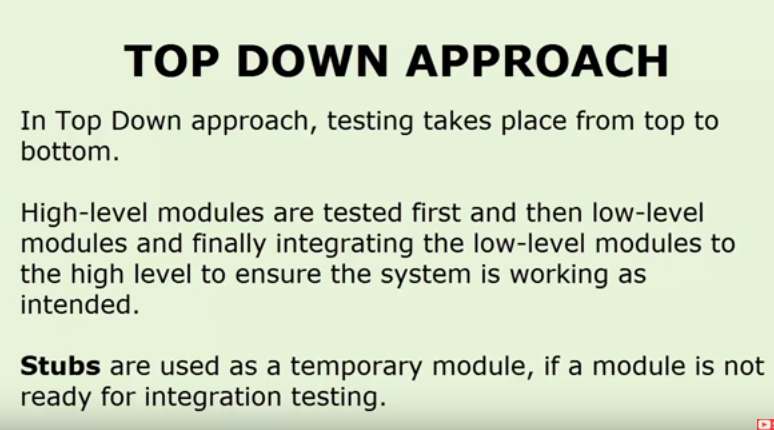 TOP DOWN APPROACH
In Top Down approach, testing takes place from top to
bottom.
High-level modules are tested first and then low-level
modules and finally integrating the low-level modules to
the high level to ensure the system is working as
intended.
Stubs are used as a temporary module, if a module is not
ready for integration testing.